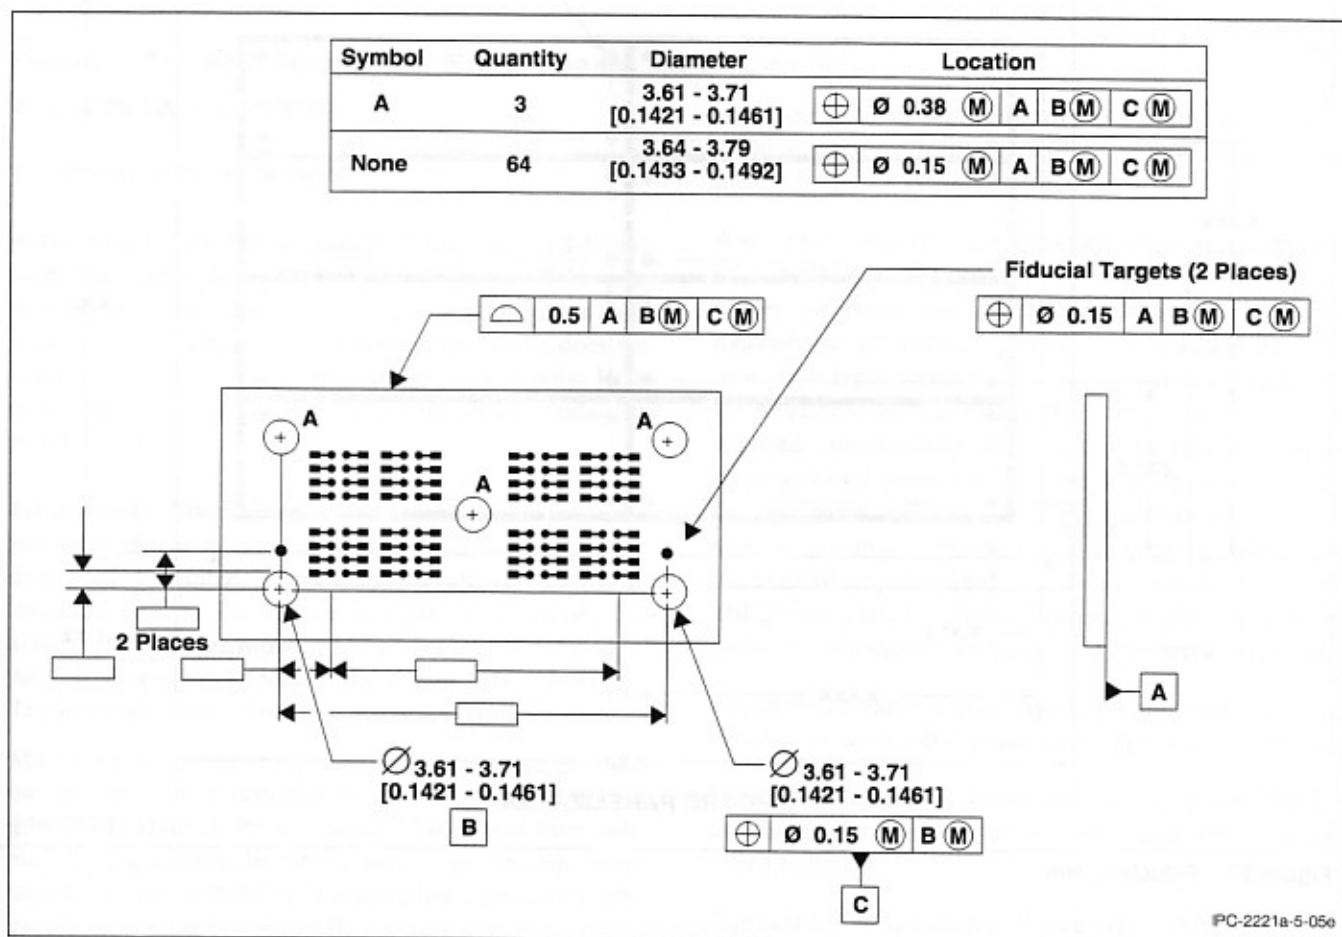 Symbol Quantity Diameter Location
A 3 3.61 - 3.71 [0.1421 - 0.1461] ⌖ Ø 0.38 Ⓜ A B Ⓜ C Ⓜ
None 64 3.64 - 3.79 [0.1433 - 0.1492] ⌖ Ø 0.15 Ⓜ A B Ⓜ C Ⓜ
Fiducial Targets (2 Places)
⌖ Ø 0.15 A B Ⓜ C Ⓜ
⌓ 0.5 A B Ⓜ C Ⓜ
A
A
A
2 Places
A
Ø 3.61 - 3.71
[0.1421 - 0.1461]
B
Ø 3.61 - 3.71
[0.1421 - 0.1461]
⌖ Ø 0.15 Ⓜ B Ⓜ
C
IPC-2221a-5-05e